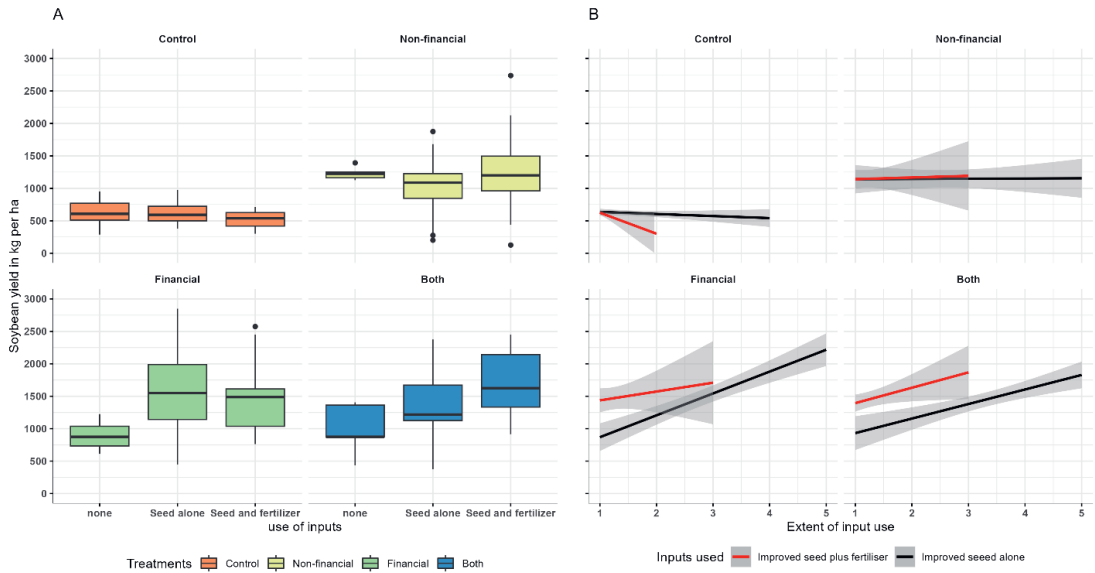 A
B
Control
Non-financial
Control
Non-financial
3000
2500
2000
1500
1000
500
0
Financial
Both
Financial
Both
3000
2500
2000
1500
1000
500
0
Soybean yield in kg per ha
none
Seed alone
Seed and fertilizer
none
Seed alone
Seed and fertilizer
1
2
3
4
5
1
2
3
4
5
use of inputs
Extent of input use
Treatments Control Non-financial Financial Both
Inputs used Improved seed plus fertiliser Improved seeed alone